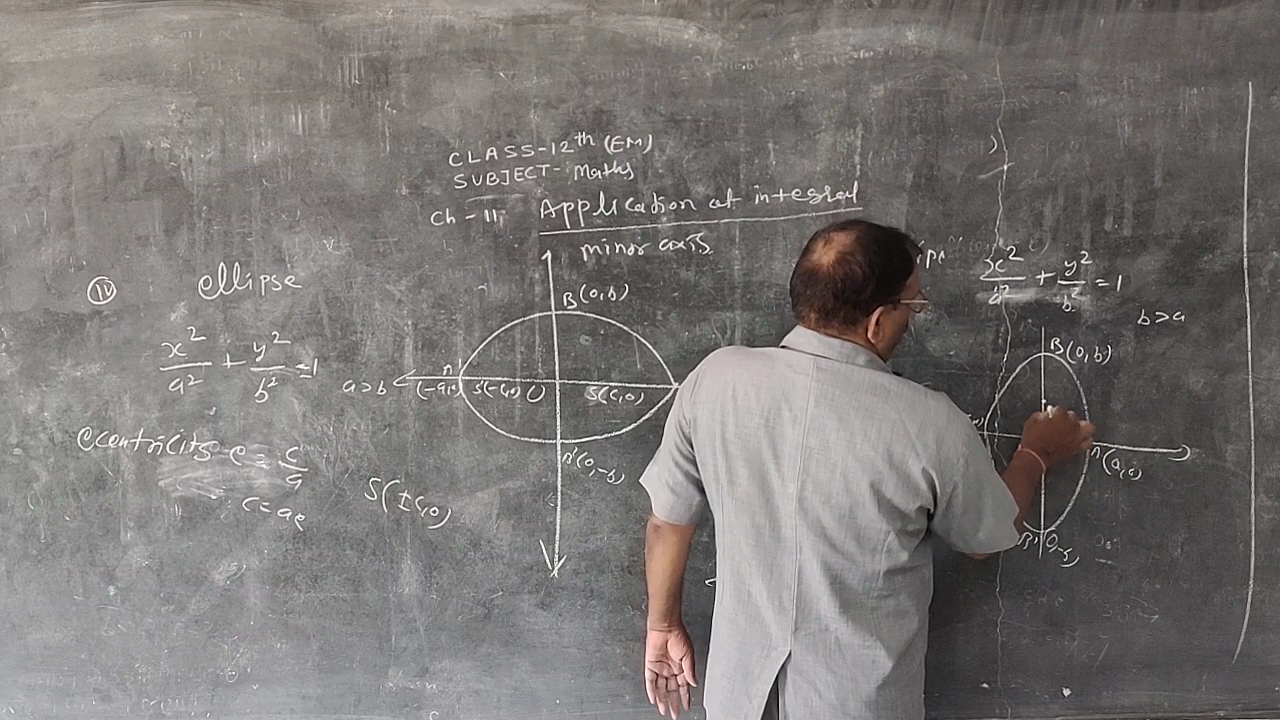 CLASS-12th (EM)
SUBJECT- Maths
Ch - 11, Application of integral
IV ellipse
x²/a² + y²/b² = 1
a>b
eccentricity e = c/a
c = ae
S(±c,0)
minor axis
B(0,b)
A'
(-a,0) S'(-c,0) O S(c,0)
B'(0,-b)
x²/a² + y²/b² = 1
b>a
B(0,b)
A(a,0)
B'(0,-b)